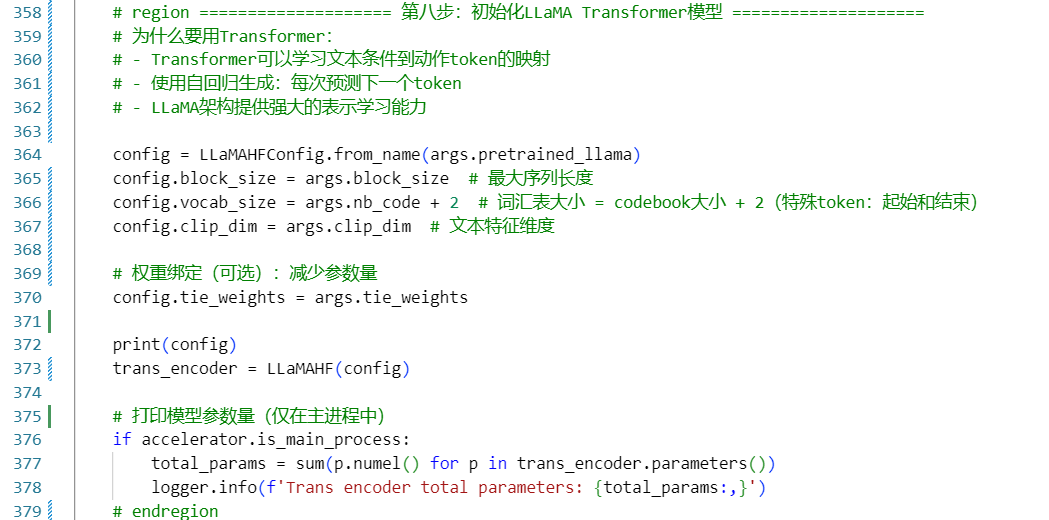 358 # region ==================== 第八步：初始化LLaMA Transformer模型 ====================
359 # 为什么要用Transformer：
360 # - Transformer可以学习文本条件到动作token的映射
361 # - 使用自回归生成：每次预测下一个token
362 # - LLaMA架构提供强大的表示学习能力
363
364 config = LLaMAHFConfig.from_name(args.pretrained_llama)
365 config.block_size = args.block_size  # 最大序列长度
366 config.vocab_size = args.nb_code + 2  # 词汇表大小 = codebook大小 + 2（特殊token：起始和结束）
367 config.clip_dim = args.clip_dim  # 文本特征维度
368
369 # 权重绑定（可选）：减少参数量
370 config.tie_weights = args.tie_weights
371
372 print(config)
373 trans_encoder = LLaMAHF(config)
374
375 # 打印模型参数量（仅在主进程中）
376 if accelerator.is_main_process:
377     total_params = sum(p.numel() for p in trans_encoder.parameters())
378     logger.info(f'Trans encoder total parameters: {total_params:,}')
379 # endregion